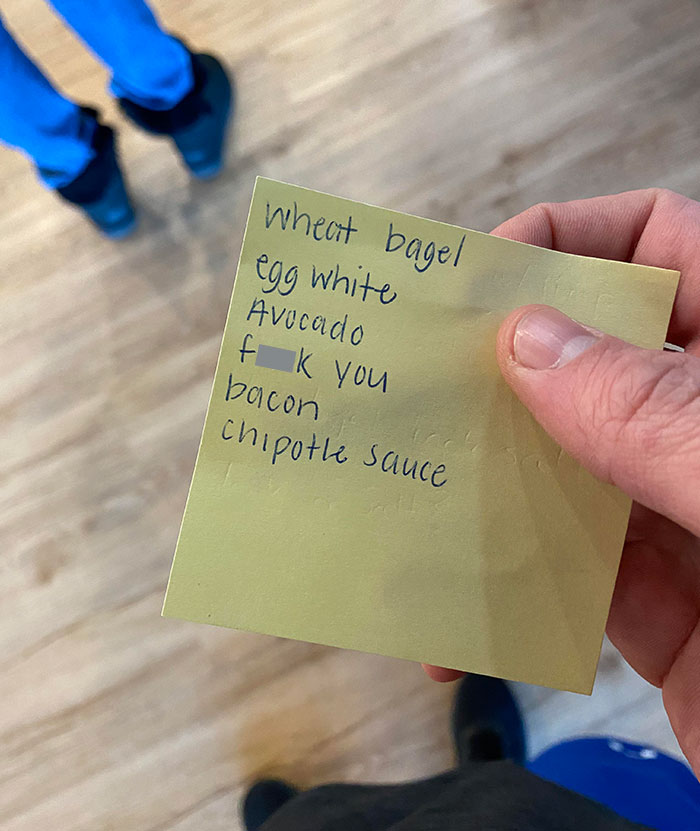 wheat bagel
egg white
Avocado
f k you
bacon
chipotle sauce